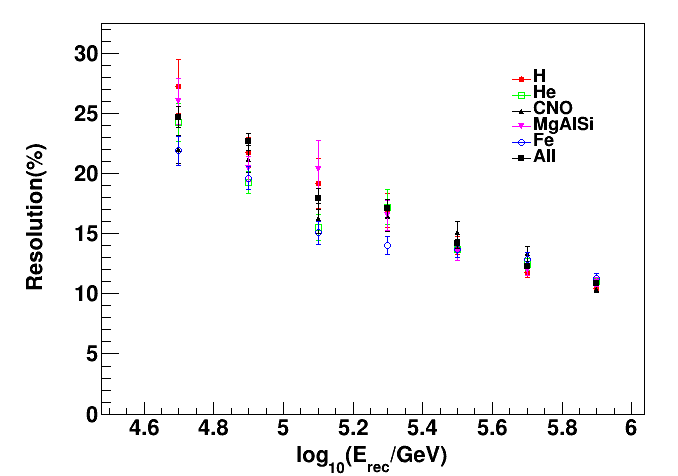 Resolution(%)
30
25
20
15
10
5
0
H
He
CNO
MgAlSi
Fe
All
4.6 4.8 5 5.2 5.4 5.6 5.8 6
log10(Erec/GeV)